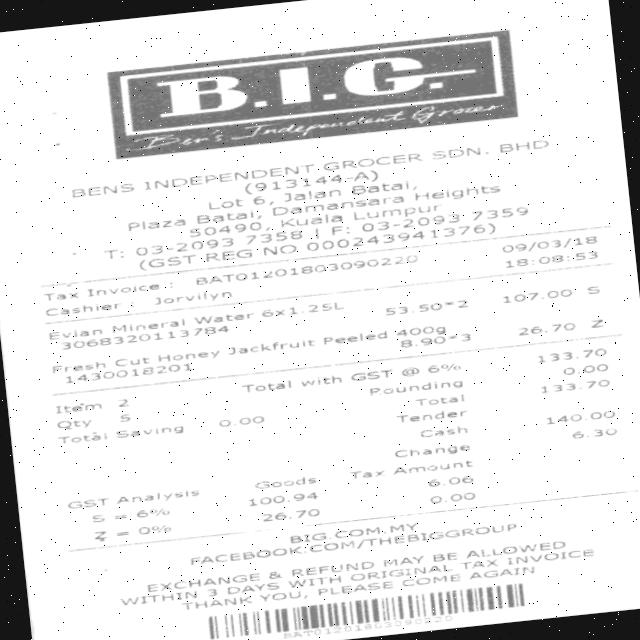 B.I.G.
Ben's Independent Grocer
BENS INDEPENDENT GROCER SDN. BHD
(913144-A)
Lot 6, Jalan Batai,
Plaza Batai, Damansara Heights
50490, Kuala Lumpur
T: 03-2093 7358 | F: 03-2093 7359
(GST REG NO 000243941376)
Tax Invoice : BAT01201803090220 09/03/18
Cashier : Jorvilyn 18:08:53
Evian Mineral Water 6x1.25L
3068320113784 53.50*2 107.00 S
Fresh Cut Honey Jackfruit Peeled 400g
1430018201 8.90*3 26.70 Z
Total with GST @ 6% 133.70
Item 2 Rounding 0.00
Qty 5 Total 133.70
Total Saving 0.00 Tender
Cash 140.00
Change 6.30
GST Analysis Goods Tax Amount
S = 6% 100.94 6.06
Z = 0% 26.70 0.00
BIG.COM.MY
FACEBOOK.COM/THEBIGGROUP
EXCHANGE & REFUND MAY BE ALLOWED
WITHIN 3 DAYS WITH ORIGINAL TAX INVOICE
THANK YOU, PLEASE COME AGAIN
BAT01201803090220